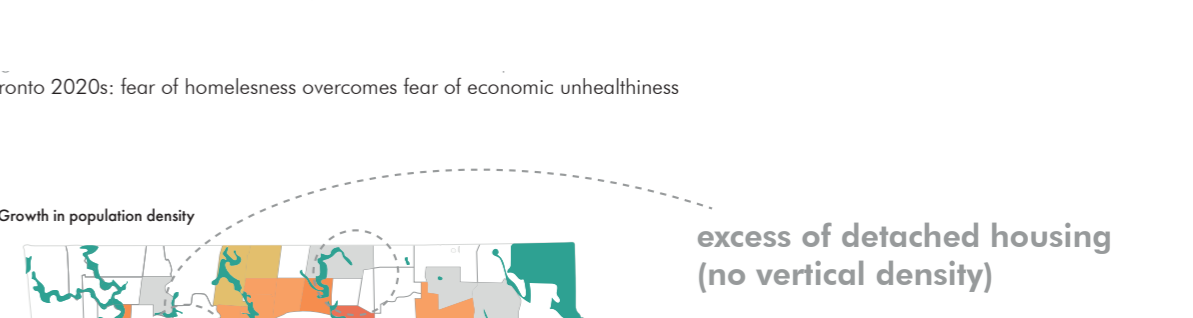 ronto 2020s: fear of homelesness overcomes fear of economic unhealthiness
Growth in population density
excess of detached housing
(no vertical density)